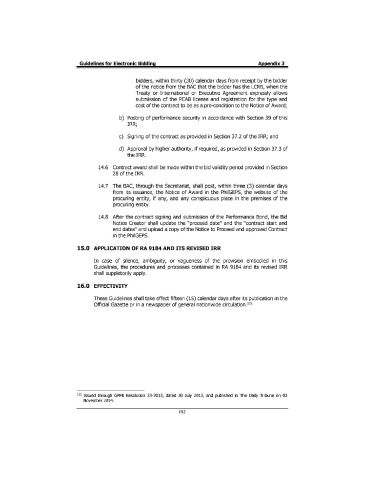 Guidelines for Electronic Bidding Appendix 3
bidders, within thirty (30) calendar days from receipt by the bidder
of the notice from the BAC that the bidder has the LCRB, when the
Treaty or International or Executive Agreement expressly allows
submission of the PCAB license and registration for the type and
cost of the contract to be as a pre-condition to the Notice of Award;
b) Posting of performance security in accordance with Section 39 of this
IRR;
c) Signing of the contract as provided in Section 37.2 of the IRR; and
d) Approval by higher authority, if required, as provided in Section 37.3 of
the IRR.
14.6 Contract award shall be made within the bid validity period provided in Section
28 of the IRR.
14.7 The BAC, through the Secretariat, shall post, within three (3) calendar days
from its issuance, the Notice of Award in the PhilGEPS, the website of the
procuring entity, if any, and any conspicuous place in the premises of the
procuring entity.
14.8 After the contract signing and submission of the Performance Bond, the Bid
Notice Creator shall update the "proceed date" and the "contract start and
end dates" and upload a copy of the Notice to Proceed and approved Contract
in the PhilGEPS.
15.0 APPLICATION OF RA 9184 AND ITS REVISED IRR
In case of silence, ambiguity, or vagueness of the provision embodied in this
Guidelines, the procedures and processes contained in RA 9184 and its revised IRR
shall suppletorily apply.
16.0 EFFECTIVITY
These Guidelines shall take effect fifteen (15) calendar days after its publication in the
Official Gazette or in a newspaper of general nationwide circulation.
Issued through GPPB Resolution 23-2013, dated 30 July 2013, and published in The Daily Tribune on 03
November 2014.
102